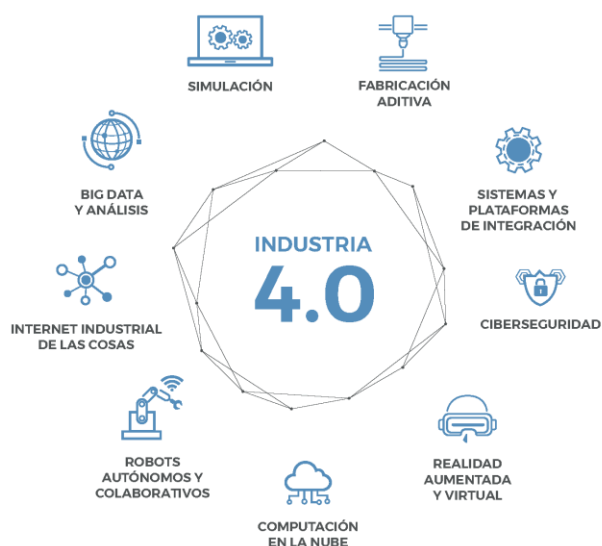 SIMULACIÓN
FABRICACIÓN
ADITIVA
BIG DATA
Y ANÁLISIS
SISTEMAS Y
PLATAFORMAS
DE INTEGRACIÓN
INDUSTRIA
4.0
INTERNET INDUSTRIAL
DE LAS COSAS
CIBERSEGURIDAD
ROBOTS
AUTÓNOMOS Y
COLABORATIVOS
REALIDAD
AUMENTADA
Y VIRTUAL
COMPUTACIÓN
EN LA NUBE